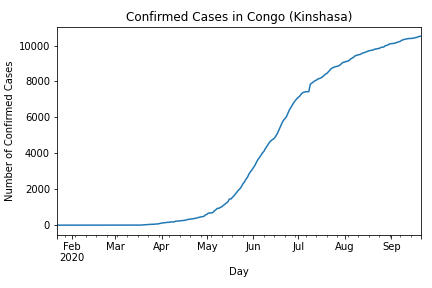 Confirmed Cases in Congo (Kinshasa)
Number of Confirmed Cases
10000
8000
6000
4000
2000
0
Feb Mar Apr May Jun Jul Aug Sep
2020
Day